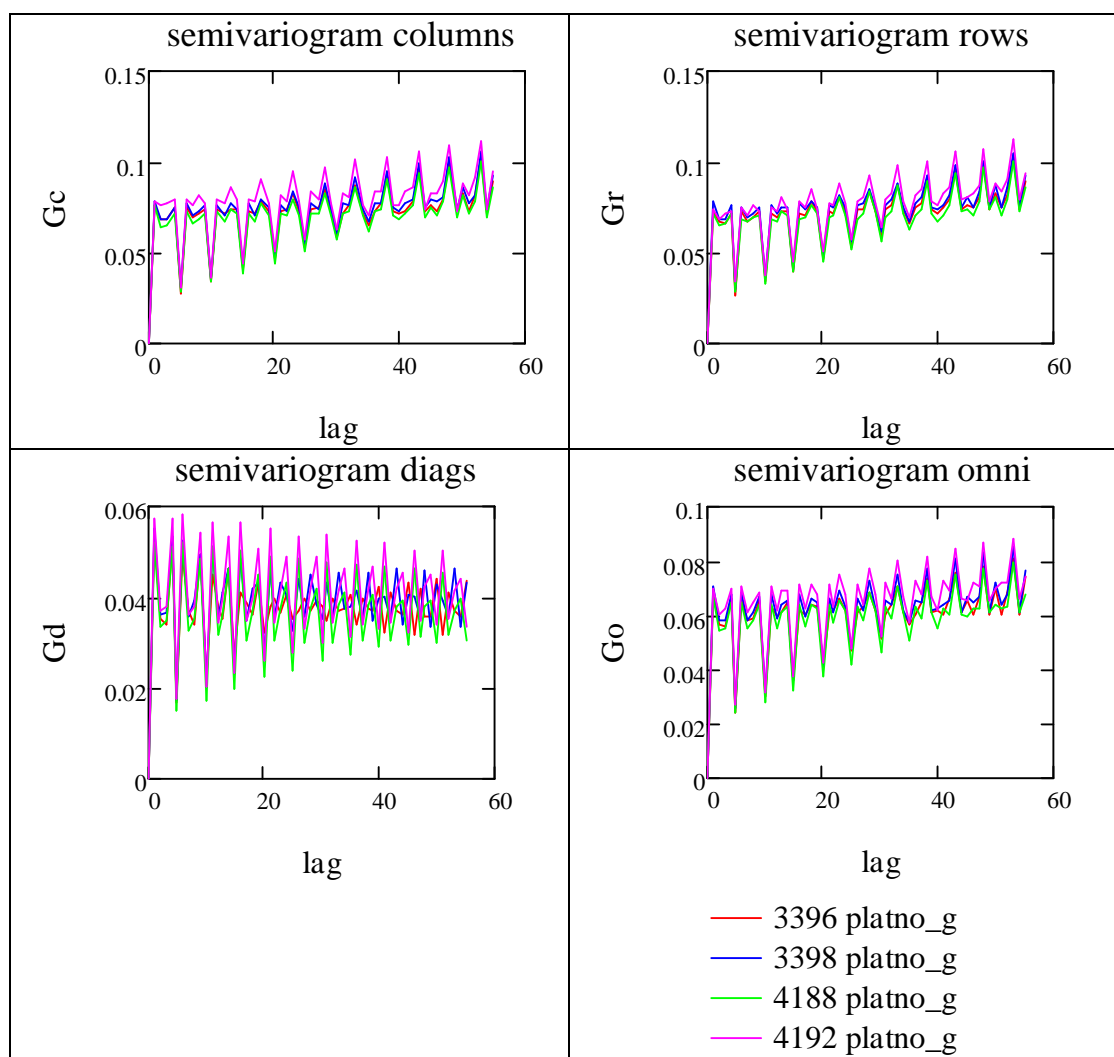 semivariogram columns
0.15
0.1
0.05
0
Gc
0 20 40 60
lag
semivariogram rows
0.15
0.1
0.05
0
Gr
0 20 40 60
lag
semivariogram diags
0.06
0.04
0.02
0
Gd
0 20 40 60
lag
semivariogram omni
0.1
0.08
0.06
0.04
0.02
0
Go
0 20 40 60
lag
3396 platno_g
3398 platno_g
4188 platno_g
4192 platno_g